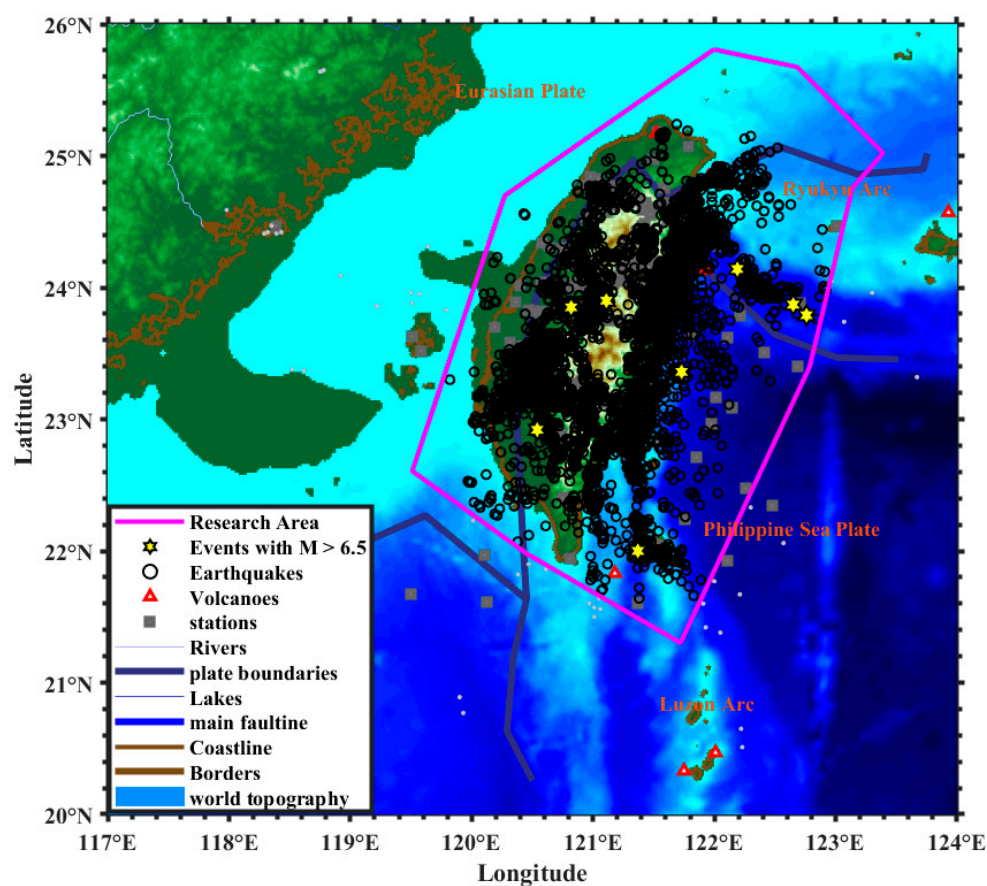 26°N
25°N
24°N
23°N
22°N
21°N
20°N
Latitude
Eurasian Plate
Ryukyu Arc
Philippine Sea Plate
Luzon Arc
Research Area
Events with M > 6.5
Earthquakes
Volcanoes
stations
Rivers
plate boundaries
Lakes
main faultine
Coastline
Borders
world topography
117°E
118°E
119°E
120°E
121°E
122°E
123°E
124°E
Longitude